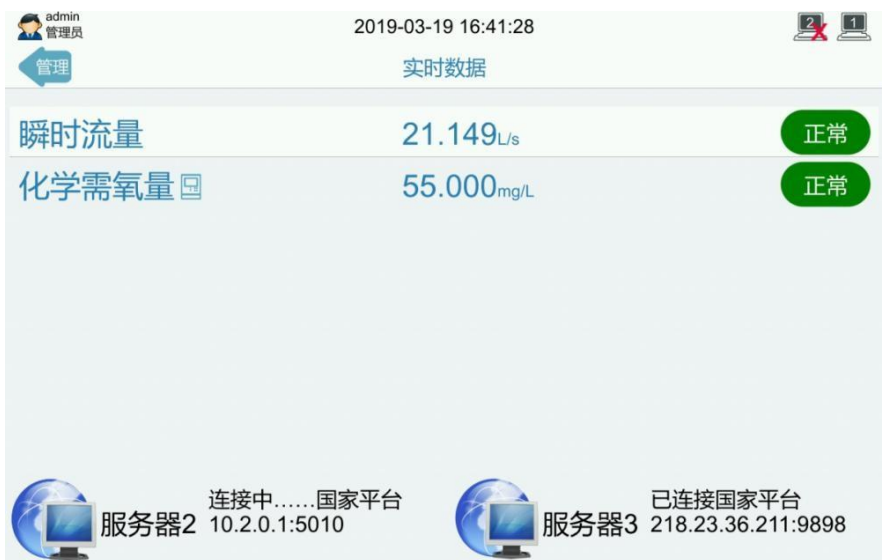 admin
管理员
2019-03-19 16:41:28
2
1
管理
实时数据
瞬时流量 21.149L/s 正常
化学需氧量 55.000mg/L 正常
服务器2
连接中……国家平台
10.2.0.1:5010
服务器3
已连接国家平台
218.23.36.211:9898